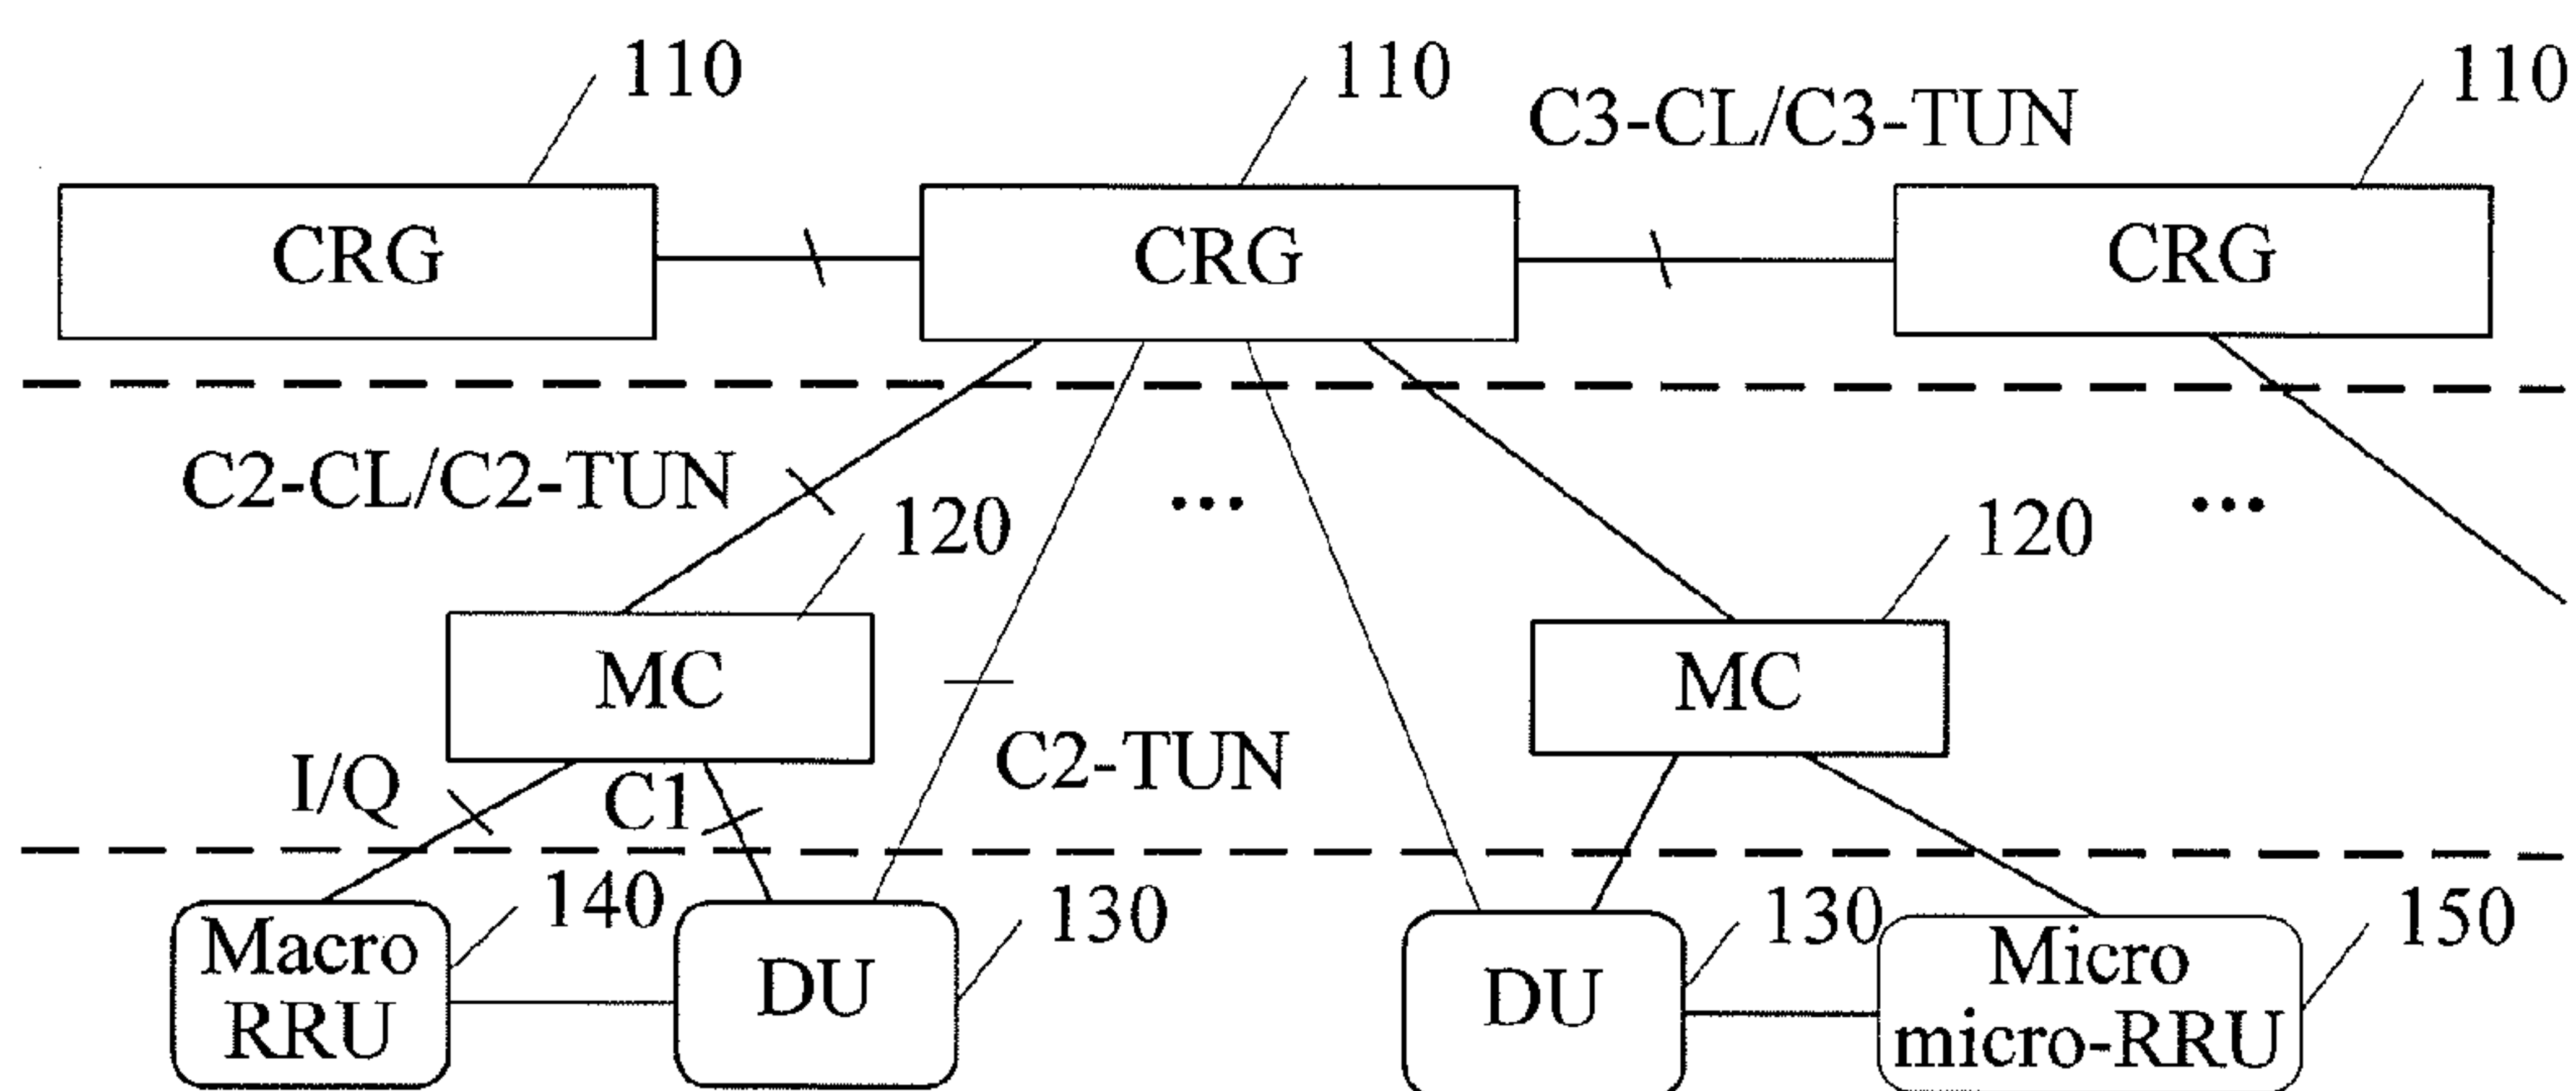 110
110
C3-CL/C3-TUN
110
CRG
CRG
CRG
C2-CL/C2-TUN
...
...
120
120
MC
MC
C2-TUN
I/Q
C1
140
130
130
150
Macro
RRU
DU
DU
Micro
micro-RRU